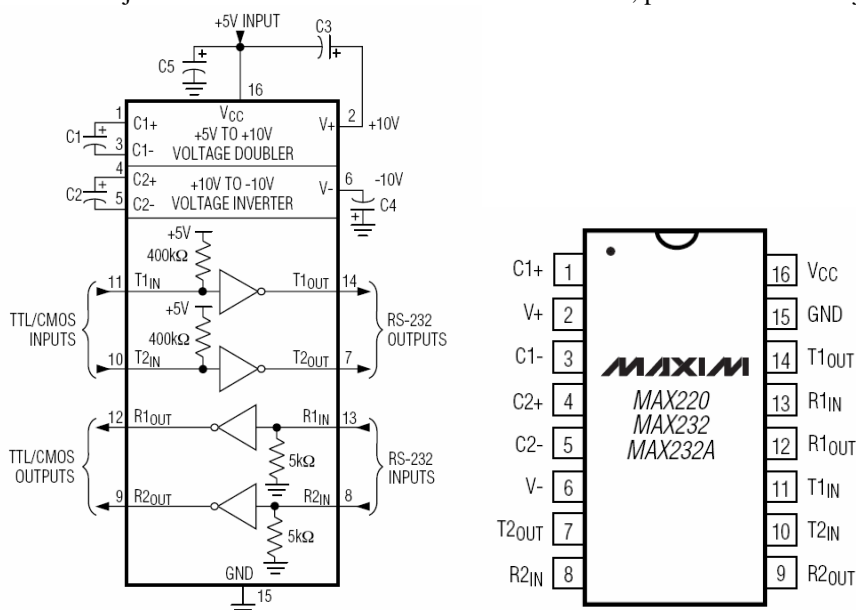 +5V INPUT
C3
C5
16
1
C1+
VCC
V+
2
+10V
C1
3
C1-
+5V TO +10V
VOLTAGE DOUBLER
4
C2+
+10V TO -10V
VOLTAGE INVERTER
V-
6
-10V
C2
5
C2-
C4
+5V
400kΩ
11
T1IN
T1OUT
14
TTL/CMOS
INPUTS
+5V
400kΩ
RS-232
OUTPUTS
10
T2IN
T2OUT
7
12
R1OUT
R1IN
13
TTL/CMOS
OUTPUTS
5kΩ
RS-232
INPUTS
9
R2OUT
R2IN
8
5kΩ
GND
15
C1+ 1
V+ 2
C1- 3
C2+ 4
C2- 5
V- 6
T2OUT 7
R2IN 8
MAXIM
MAX220
MAX232
MAX232A
16 VCC
15 GND
14 T1OUT
13 R1IN
12 R1OUT
11 T1IN
10 T2IN
9 R2OUT